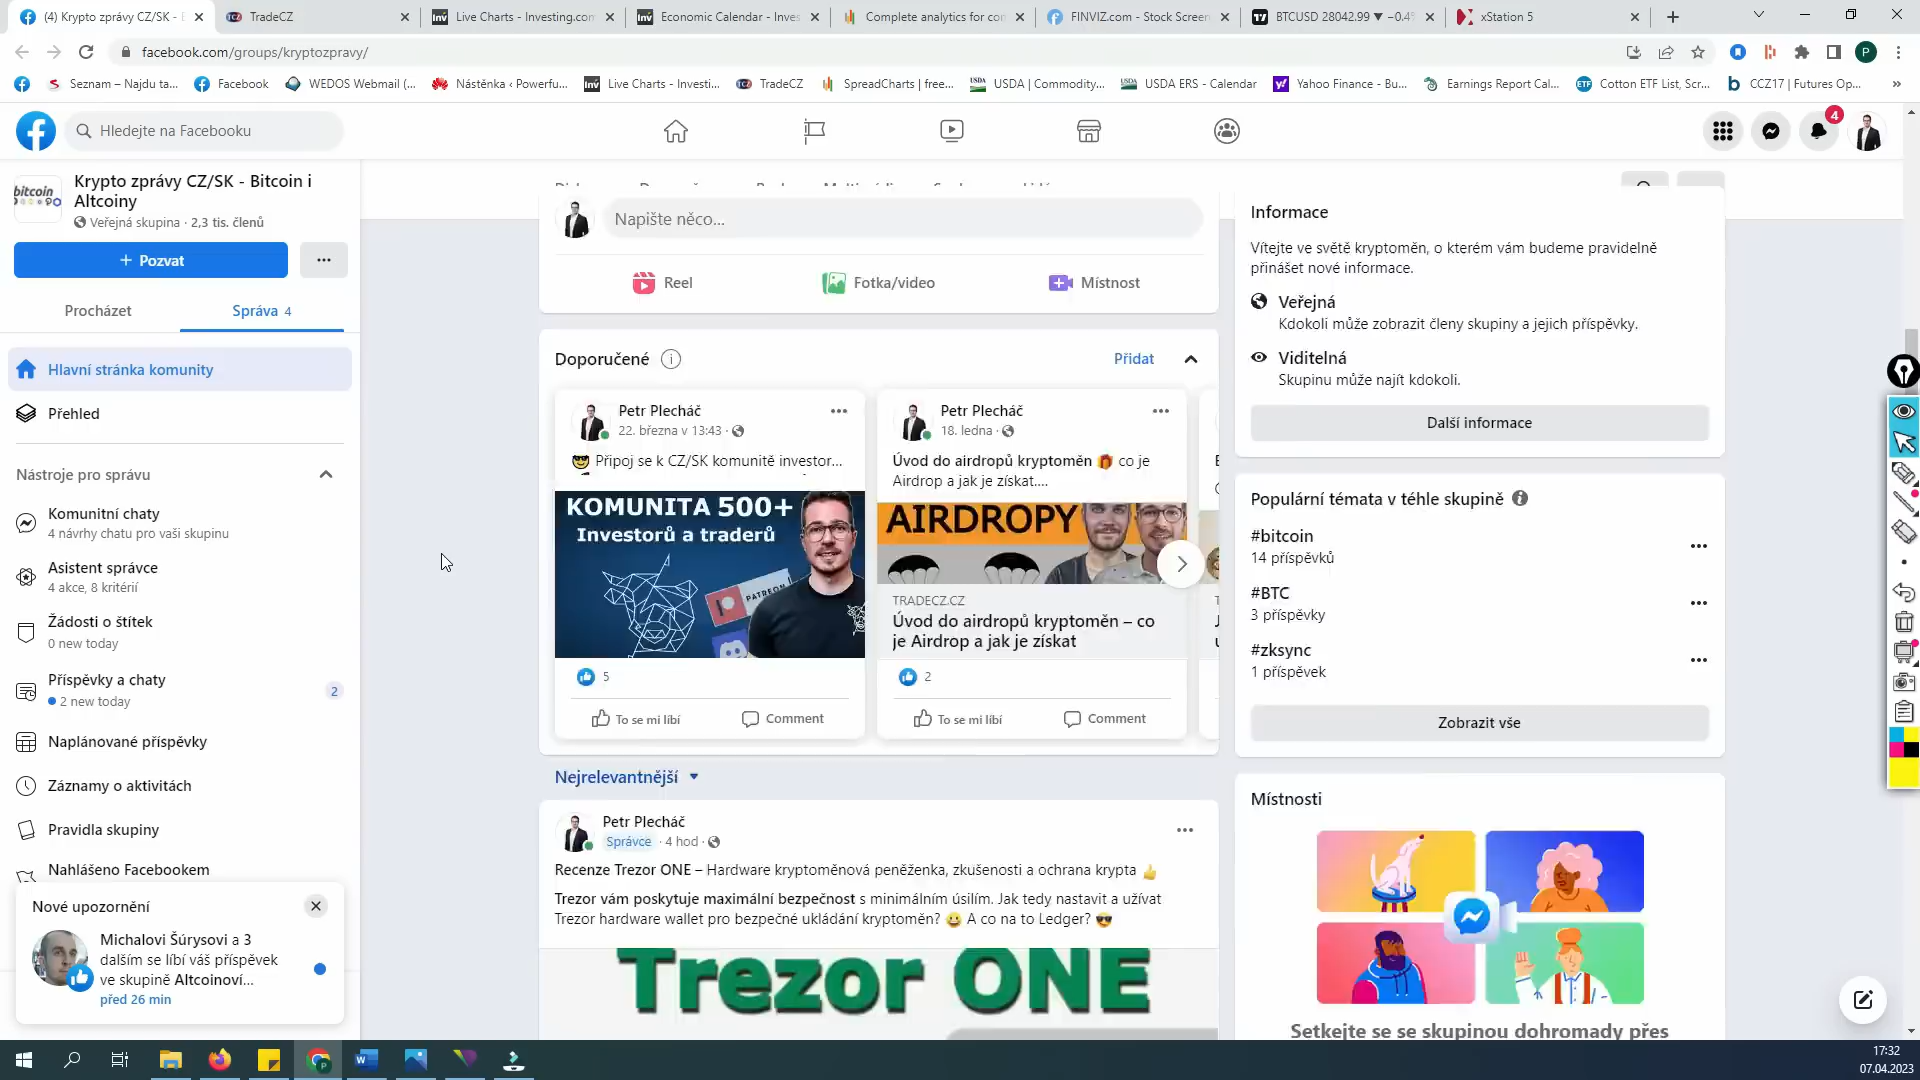 (4) Krypto zprávy CZ/SK - B
TradeCZ
Live Charts - Investing.com
Economic Calendar - Inves
Complete analytics for com
FINVIZ.com - Stock Screen
BTCUSD 28042.99 ▼ −0.4
xStation 5
facebook.com/groups/kryptozpravy/
P
Seznam – Najdu ta...
Facebook
WEDOS Webmail (...
Nástěnka ‹ Powerfu...
Live Charts - Investi...
TradeCZ
SpreadCharts | free...
USDA | Commodity...
USDA ERS - Calendar
Yahoo Finance - Bu...
Earnings Report Cal...
Cotton ETF List, Scr...
CCZ17 | Futures Op...
Hledejte na Facebooku
4
bitcoin
Krypto zprávy CZ/SK - Bitcoin i
Altcoiny
Veřejná skupina · 2,3 tis. členů
+ Pozvat
Procházet
Správa 4
Hlavní stránka komunity
Přehled
Nástroje pro správu
Komunitní chaty
4 návrhy chatu pro vaši skupinu
Asistent správce
4 akce, 8 kritérií
Žádosti o štítek
0 new today
Příspěvky a chaty
2 new today
2
Naplánované příspěvky
Záznamy o aktivitách
Pravidla skupiny
Nahlášeno Facebookem
Nové upozornění
Michalovi Šúrysovi a 3
dalším se líbí váš příspěvek
ve skupině Altcoinoví...
před 26 min
Napište něco...
Reel
Fotka/video
Místnost
Doporučené
Přidat
Petr Plecháč
22. března v 13:43 ·
😎 Připoj se k CZ/SK komunitě investor...
KOMUNITA 500+
Investorů a traderů
PATREON
5
To se mi líbí
Comment
Petr Plecháč
18. ledna ·
Úvod do airdropů kryptoměn 🎁 co je
Airdrop a jak je získat....
AIRDROPY
TRADECZ.CZ
Úvod do airdropů kryptoměn – co
je Airdrop a jak je získat
2
To se mi líbí
Comment
Nejrelevantnější
Petr Plecháč
Správce · 4 hod ·
Recenze Trezor ONE – Hardware kryptoměnová peněženka, zkušenosti a ochrana krypta 👍
Trezor vám poskytuje maximální bezpečnost s minimálním úsilím. Jak tedy nastavit a užívat
Trezor hardware wallet pro bezpečné ukládání kryptoměn? 😀 A co na to Ledger? 😎
Trezor ONE
Informace
Vítejte ve světě kryptoměn, o kterém vám budeme pravidelně
přinášet nové informace.
Veřejná
Kdokoli může zobrazit členy skupiny a jejich příspěvky.
Viditelná
Skupinu může najít kdokoli.
Další informace
Populární témata v téhle skupině
#bitcoin
14 příspěvků
#BTC
3 příspěvky
#zksync
1 příspěvek
Zobrazit vše
Místnosti
Setkejte se se skupinou dohromady přes
17:32
07.04.2023